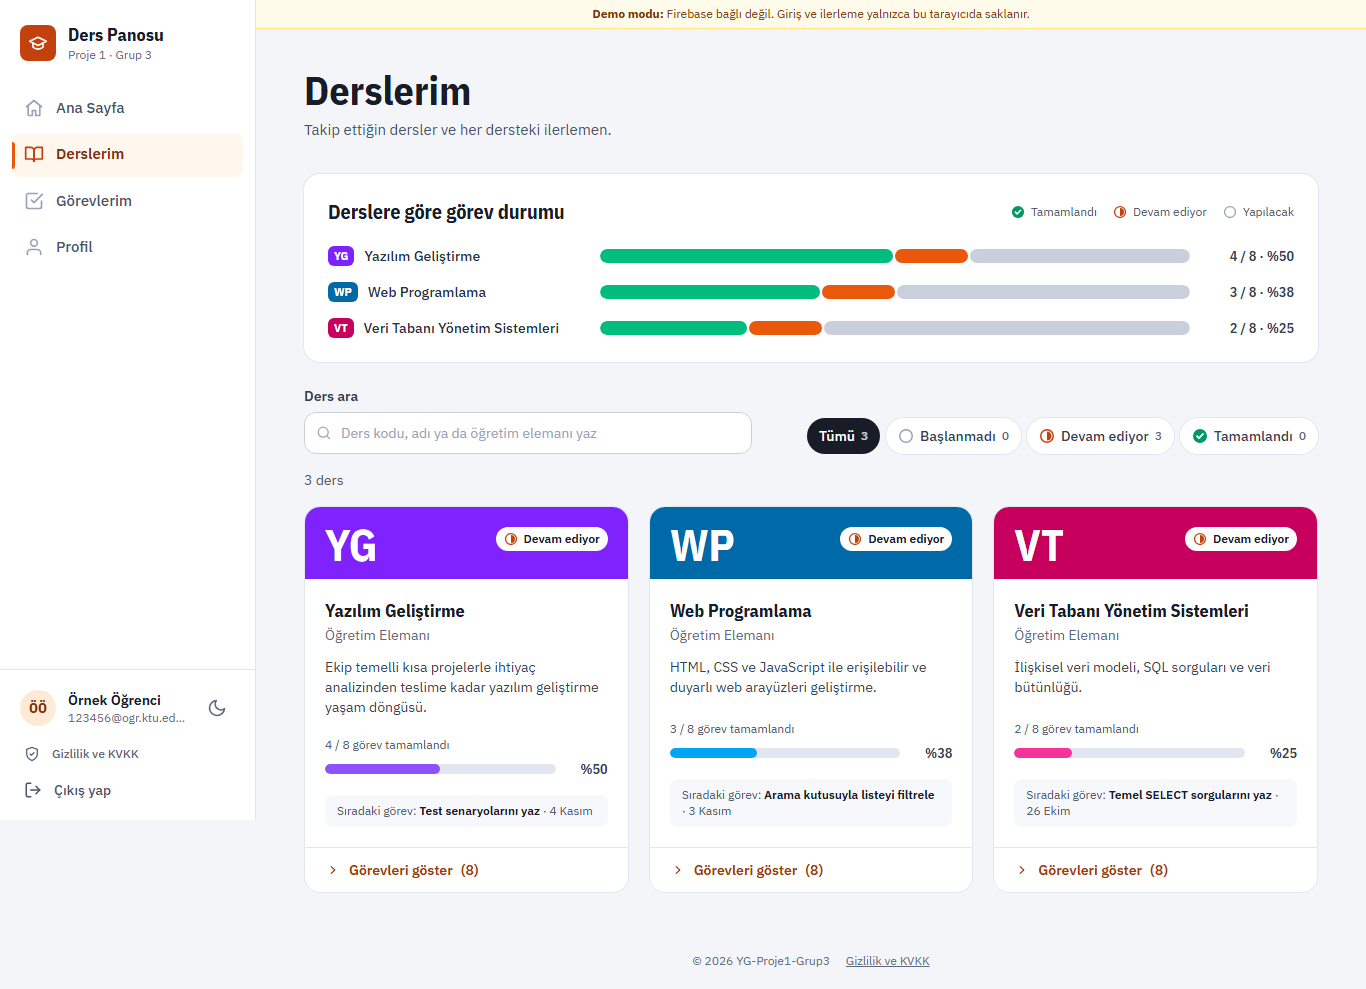 Demo modu: Firebase bağlı değil. Giriş ve ilerleme yalnızca bu tarayıcıda saklanır.
Ders Panosu
Proje 1 · Grup 3
Ana Sayfa
Derslerim
Görevlerim
Profil
Örnek Öğrenci
ÖÖ
123456@ogr.ktu.ed...
Gizlilik ve KVKK
Çıkış yap
Derslerim
Takip ettiğin dersler ve her dersteki ilerlemen.
Derslere göre görev durumu
Tamamlandı
Devam ediyor
Yapılacak
YG Yazılım Geliştirme 4 / 8 · %50
WP Web Programlama 3 / 8 · %38
VT Veri Tabanı Yönetim Sistemleri 2 / 8 · %25
Ders ara
Ders kodu, adı ya da öğretim elemanı yaz
Tümü 3
Başlanmadı 0
Devam ediyor 3
Tamamlandı 0
3 ders
YG
Devam ediyor
Yazılım Geliştirme
Öğretim Elemanı
Ekip temelli kısa projelerle ihtiyaç
analizinden teslime kadar yazılım geliştirme
yaşam döngüsü.
4 / 8 görev tamamlandı
%50
Sıradaki görev: Test senaryolarını yaz · 4 Kasım
Görevleri göster (8)
WP
Devam ediyor
Web Programlama
Öğretim Elemanı
HTML, CSS ve JavaScript ile erişilebilir ve
duyarlı web arayüzleri geliştirme.
3 / 8 görev tamamlandı
%38
Sıradaki görev: Arama kutusuyla listeyi filtrele
· 3 Kasım
Görevleri göster (8)
VT
Devam ediyor
Veri Tabanı Yönetim Sistemleri
Öğretim Elemanı
İlişkisel veri modeli, SQL sorguları ve veri
bütünlüğü.
2 / 8 görev tamamlandı
%25
Sıradaki görev: Temel SELECT sorgularını yaz ·
26 Ekim
Görevleri göster (8)
© 2026 YG-Proje1-Grup3
Gizlilik ve KVKK